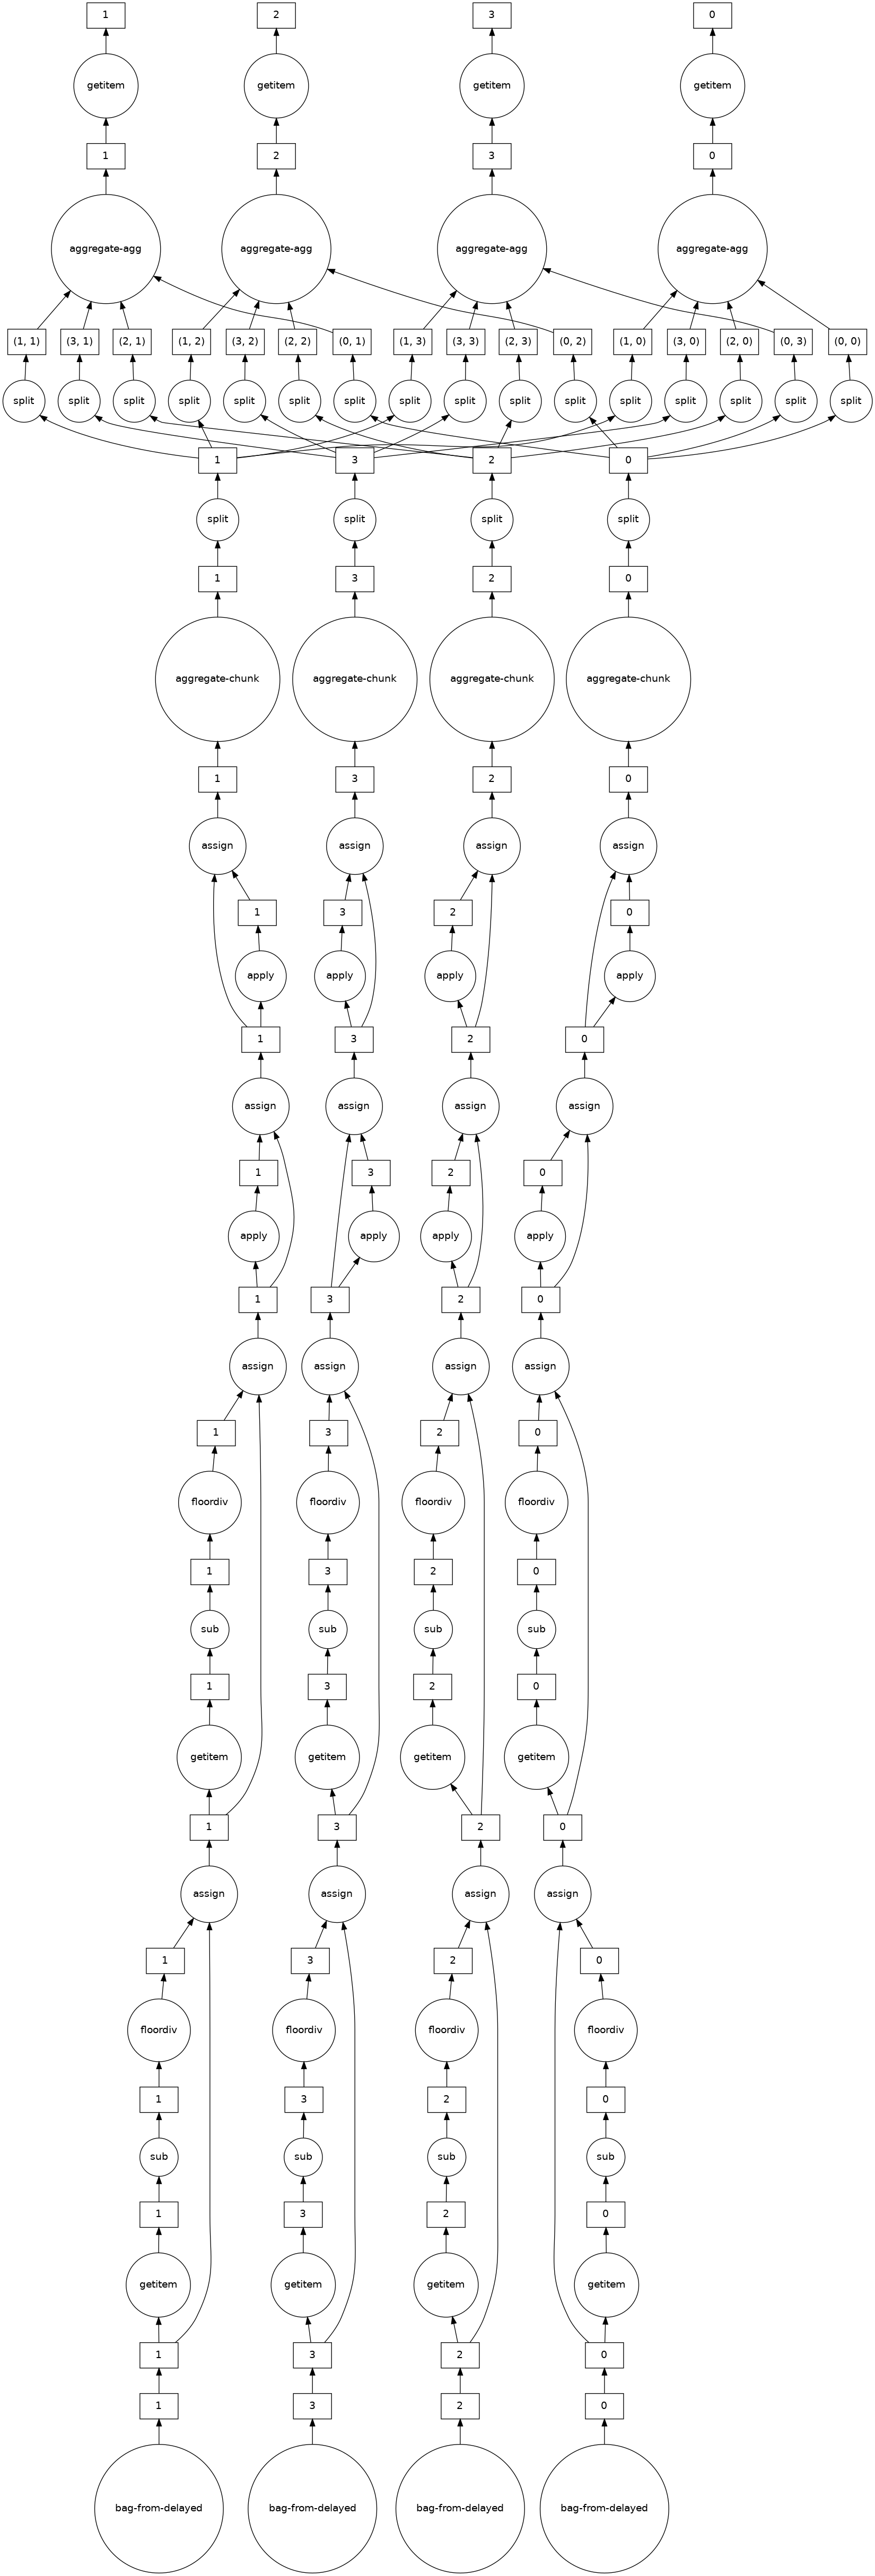 1 2 3 0
getitem getitem getitem getitem
1 2 3 0
aggregate-agg aggregate-agg aggregate-agg aggregate-agg
(1, 1) (3, 1) (2, 1) (1, 2) (3, 2) (2, 2) (0, 1) (1, 3) (3, 3) (2, 3) (0, 2) (1, 0) (3, 0) (2, 0) (0, 3) (0, 0)
split split split split split split split split split split split split split split split split
1 3 2 0
split split split split
1 3 2 0
aggregate-chunk aggregate-chunk aggregate-chunk aggregate-chunk
1 3 2 0
assign assign assign assign
1 3 2 0
apply apply apply apply
1 3 2 0
assign assign assign assign
1 3 2 0
apply apply apply apply
1 3 2 0
assign assign assign assign
1 3 2 0
floordiv floordiv floordiv floordiv
1 3 2 0
sub sub sub sub
1 3 2 0
getitem getitem getitem getitem
1 3 2 0
assign assign assign assign
1 3 2 0
floordiv floordiv floordiv floordiv
1 3 2 0
sub sub sub sub
1 3 2 0
getitem getitem getitem getitem
1 3 2 0
1 3 2 0
bag-from-delayed bag-from-delayed bag-from-delayed bag-from-delayed